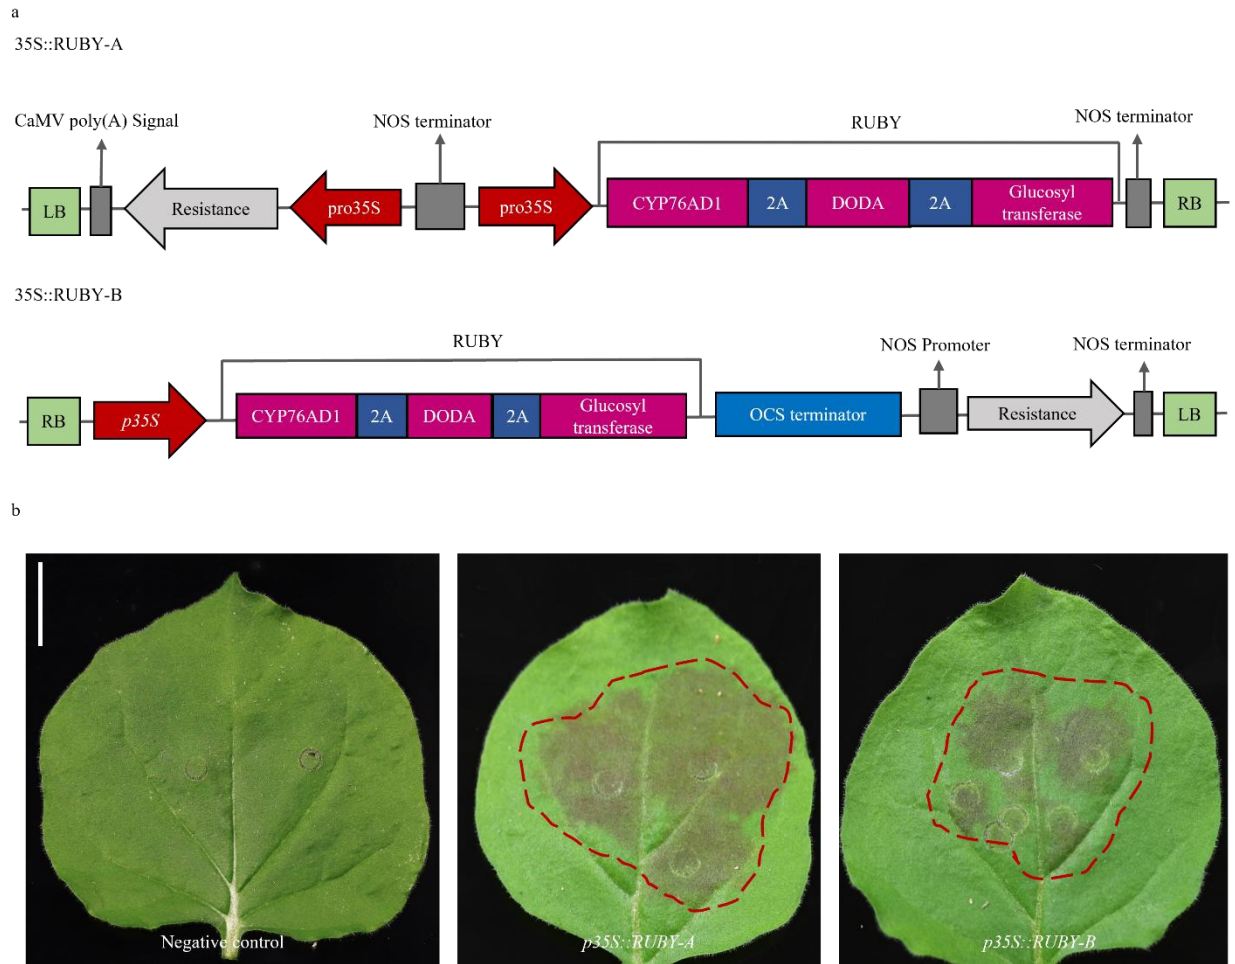 a
35S::RUBY-A
CaMV poly(A) Signal
NOS terminator
RUBY
NOS terminator
LB
Resistance
pro35S
pro35S
CYP76AD1
2A
DODA
2A
Glucosyl
transferase
RB
35S::RUBY-B
RUBY
NOS Promoter
NOS terminator
RB
p35S
CYP76AD1
2A
DODA
2A
Glucosyl
transferase
OCS terminator
Resistance
LB
b
Negative control
p35S::RUBY-A
p35S::RUBY-B